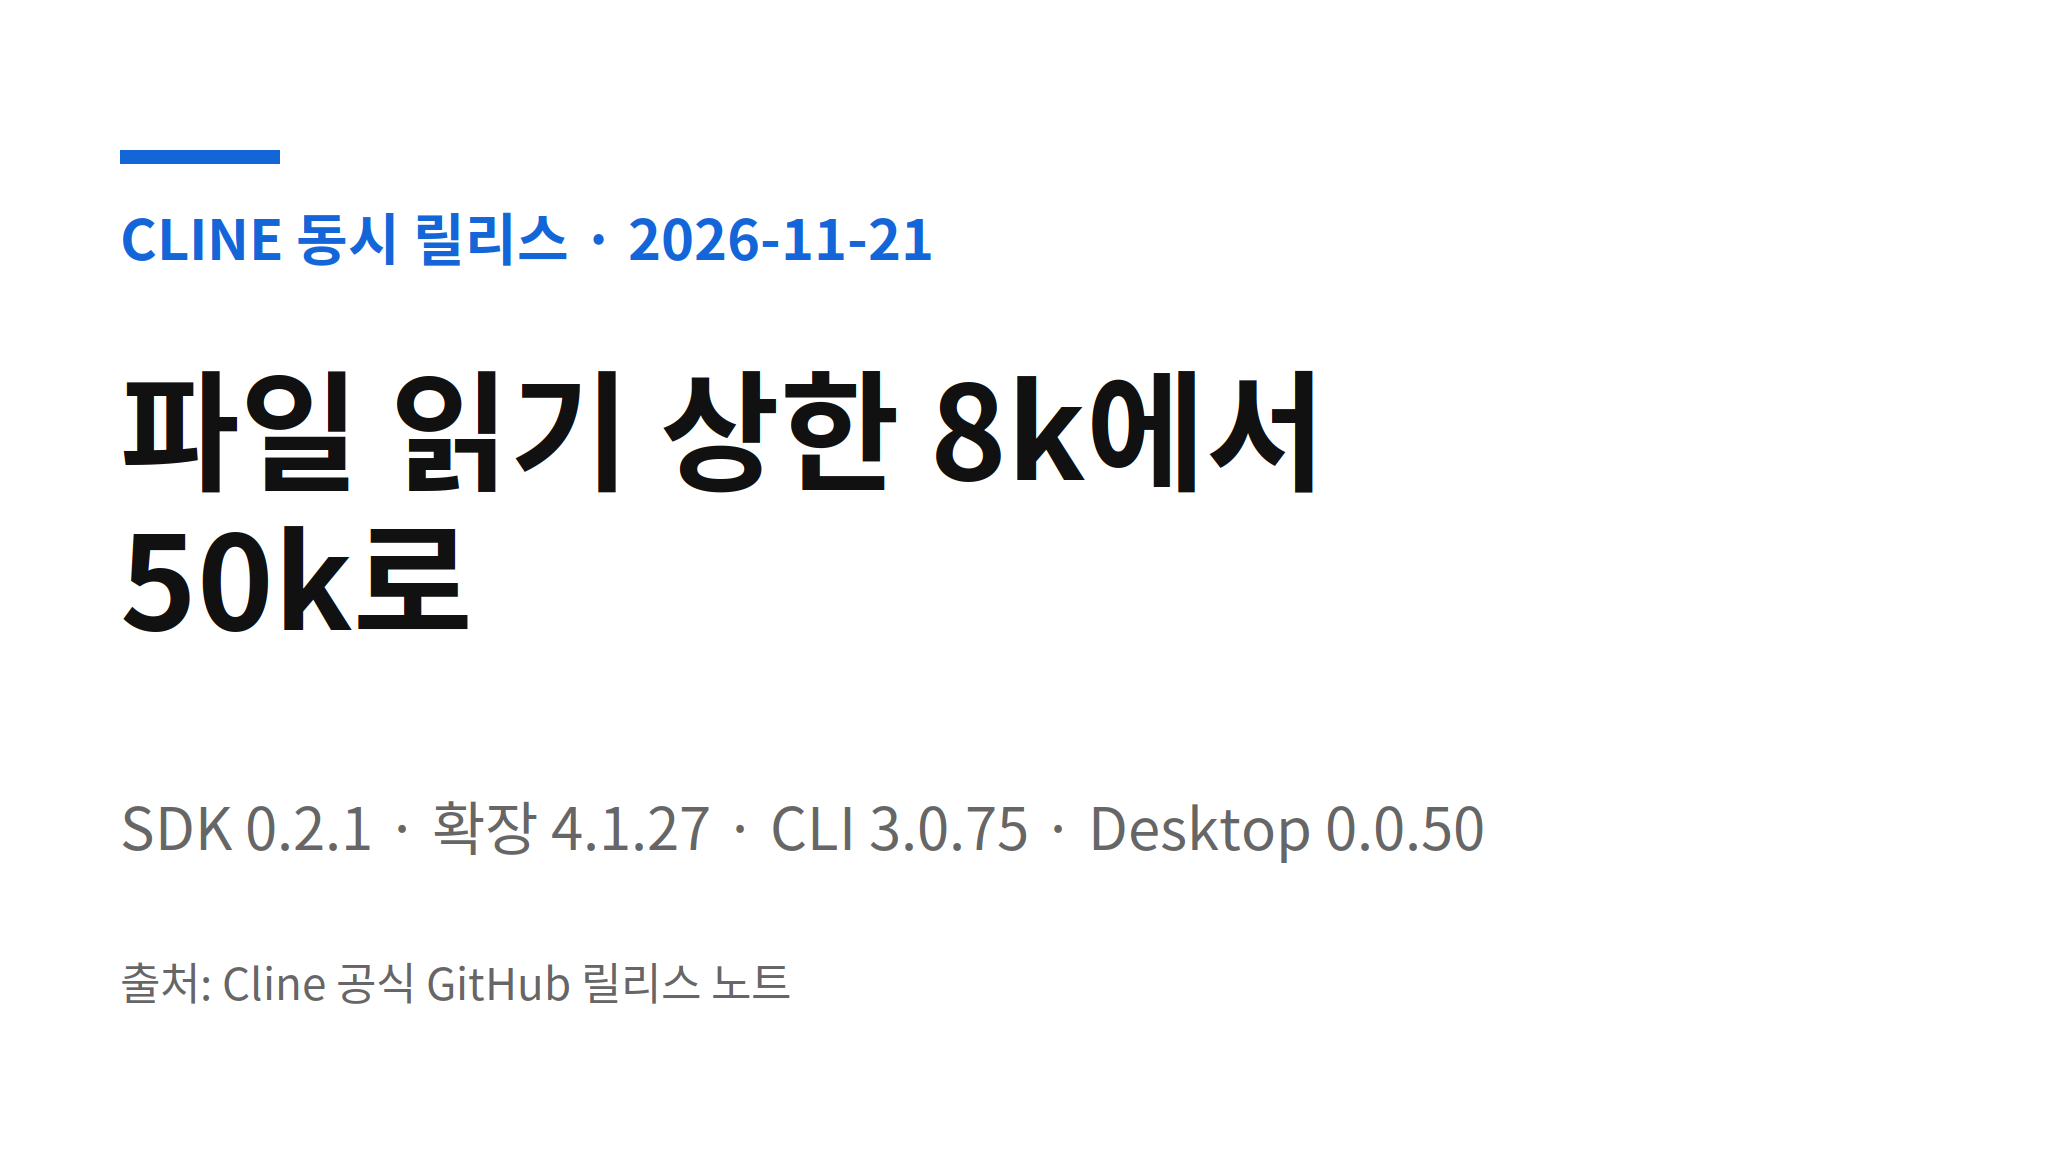 CLINE 동시 릴리스 · 2026-11-21
파일 읽기 상한 8k에서
50k로
SDK 0.2.1 · 확장 4.1.27 · CLI 3.0.75 · Desktop 0.0.50
출처: Cline 공식 GitHub 릴리스 노트